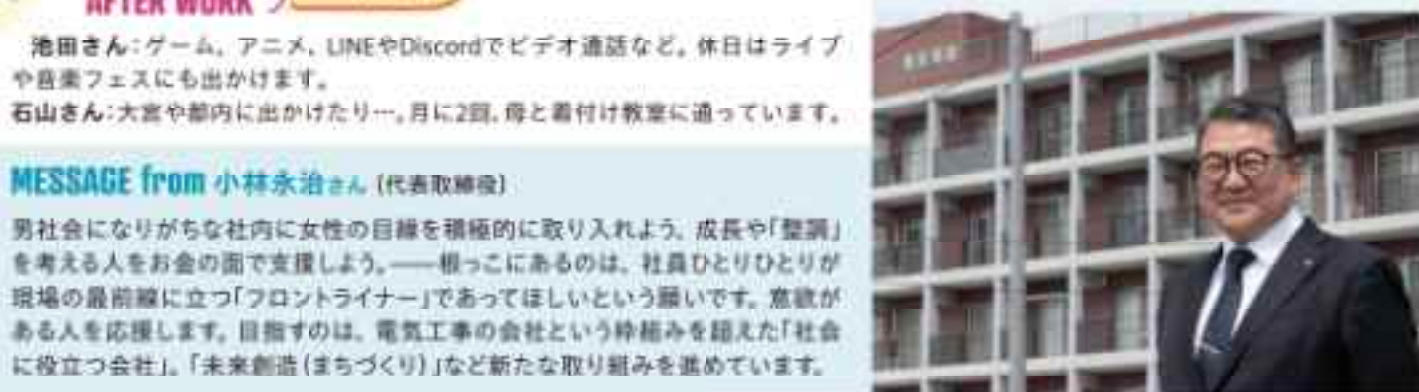 AFTER WORK
池田さん:ゲーム、アニメ、LINEやDiscordでビデオ通話など。休日はライブ
や音楽フェスにも出かけます。
石山さん:大宮や都内に出かけたり…。月に2回、母と着付け教室に通っています。
MESSAGE from 小林永治さん (代表取締役)
男社会になりがちな社内に女性の目線を積極的に取り入れよう、成長や「整調」
を考える人をお金の面で支援しよう。——根っこにあるのは、社員ひとりひとりが
現場の最前線に立つ「フロントライナー」であってほしいという願いです。意欲が
ある人を応援します。目指すのは、電気工事の会社という枠組みを超えた「社会
に役立つ会社」。「未来創造(まちづくり)」など新たな取り組みを進めています。